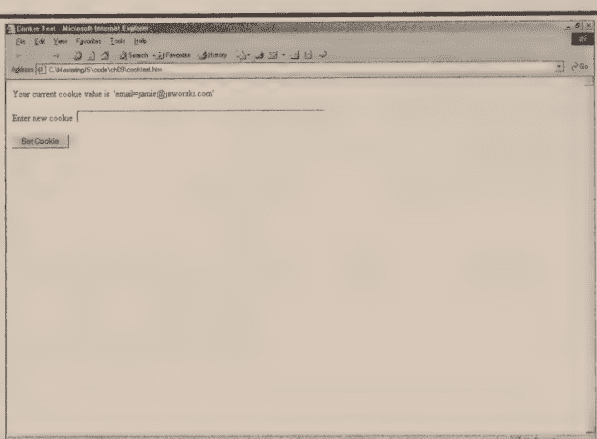 Cookie Test - Microsoft Internet Explorer
File Edit View Favorites Tools Help
Search Favorites History
Address
Go
Your current cookie value is 'email=jamie@jaworski.com'
Enter new cookie
Set Cookie